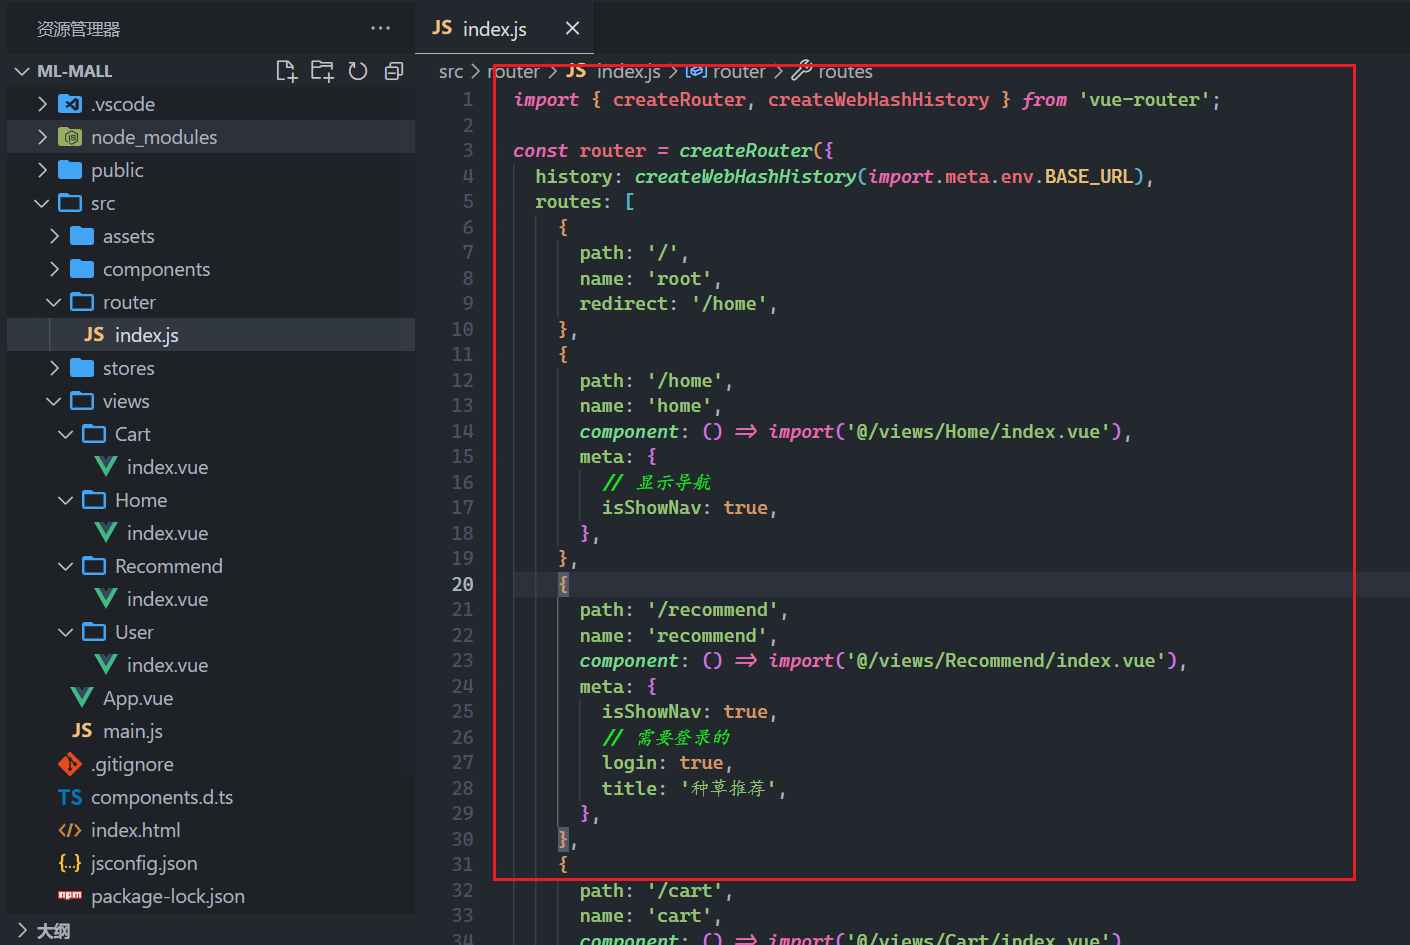 资源管理器
ML-MALL
.vscode
node_modules
public
src
assets
components
router
JS index.js
stores
views
Cart
index.vue
Home
index.vue
Recommend
index.vue
User
index.vue
App.vue
JS main.js
.gitignore
TS components.d.ts
index.html
jsconfig.json
package-lock.json
大纲
JS index.js
src > router > JS index.js > router > routes
1 import { createRouter, createWebHashHistory } from 'vue-router';
2
3 const router = createRouter({
4 history: createWebHashHistory(import.meta.env.BASE_URL),
5 routes: [
6 {
7 path: '/',
8 name: 'root',
9 redirect: '/home',
10 },
11 {
12 path: '/home',
13 name: 'home',
14 component: () => import('@/views/Home/index.vue'),
15 meta: {
16 // 显示导航
17 isShowNav: true,
18 },
19 },
20 {
21 path: '/recommend',
22 name: 'recommend',
23 component: () => import('@/views/Recommend/index.vue'),
24 meta: {
25 isShowNav: true,
26 // 需要登录的
27 login: true,
28 title: '种草推荐',
29 },
30 },
31 {
32 path: '/cart',
33 name: 'cart',
34 component: () => import('@/views/Cart/index.vue')